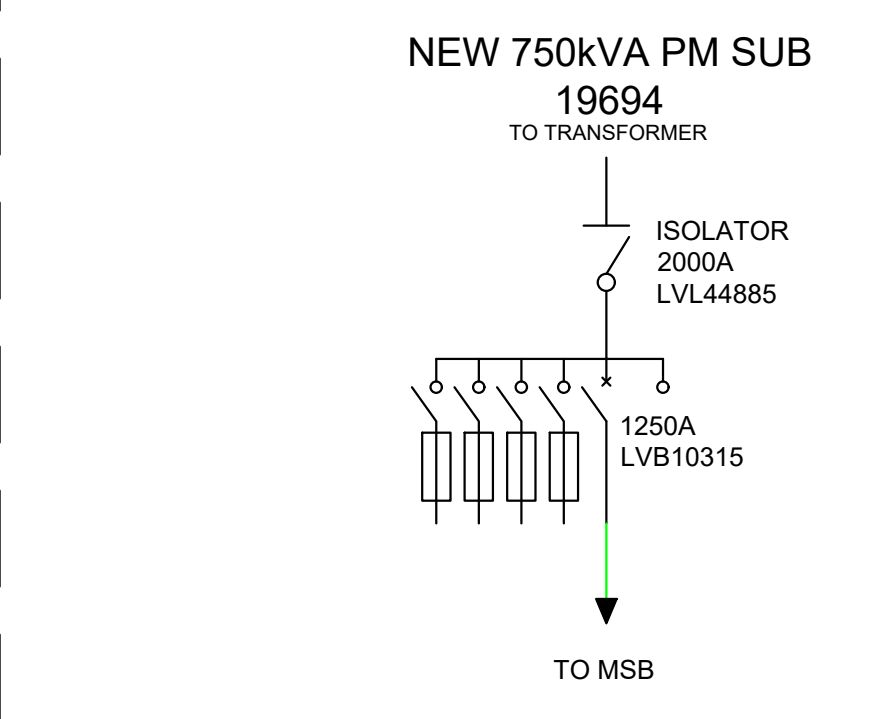 NEW 750kVA PM SUB
19694
TO TRANSFORMER
ISOLATOR
2000A
LVL44885
1250A
LVB10315
TO MSB